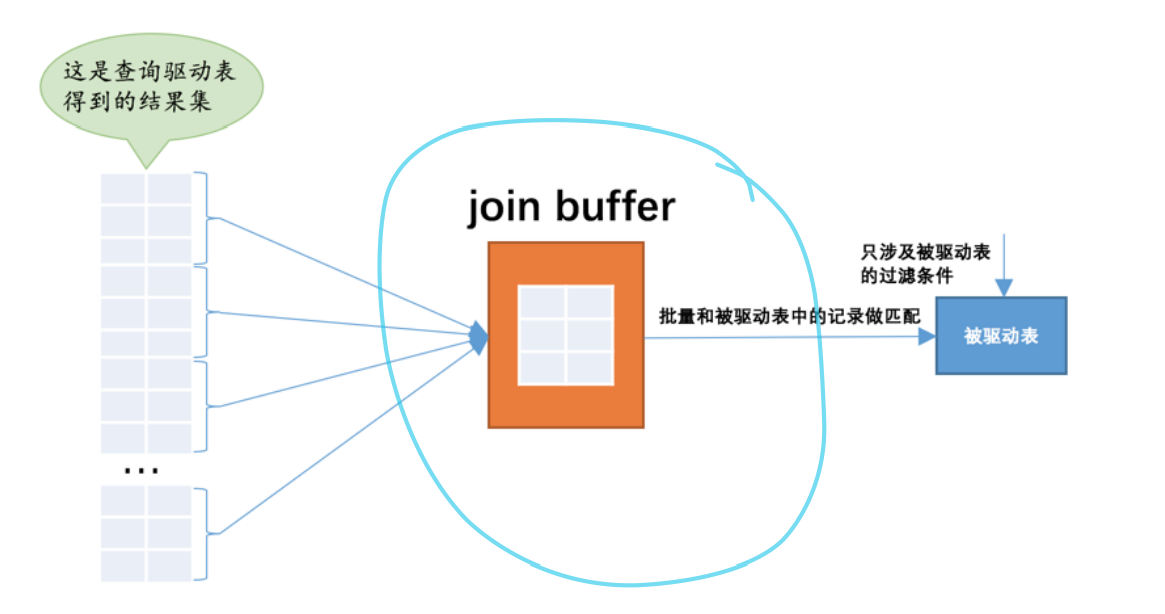 这是查询驱动表
得到的结果集
join buffer
只涉及被驱动表
的过滤条件
批量和被驱动表中的记录做匹配
被驱动表
...